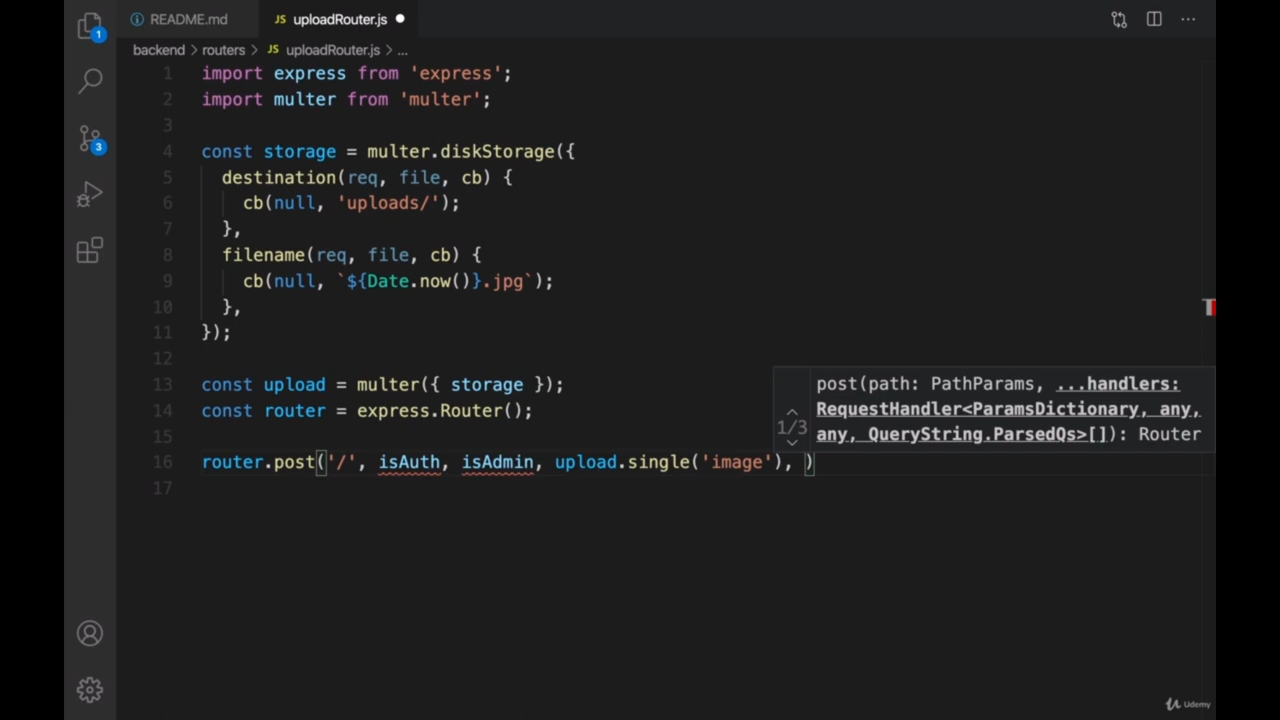 1
README.md
JS uploadRouter.js
backend > routers > JS uploadRouter.js > ...
3
1 import express from 'express';
2 import multer from 'multer';
3
4 const storage = multer.diskStorage({
5 destination(req, file, cb) {
6 cb(null, 'uploads/');
7 },
8 filename(req, file, cb) {
9 cb(null, `${Date.now()}.jpg`);
10 },
11 });
12
13 const upload = multer({ storage });
14 const router = express.Router();
15
post(path: PathParams, ...handlers:
RequestHandler<ParamsDictionary, any,
any, QueryString.ParsedQs>[]): Router
1/3
16 router.post('/', isAuth, isAdmin, upload.single('image'), )
17
Udemy